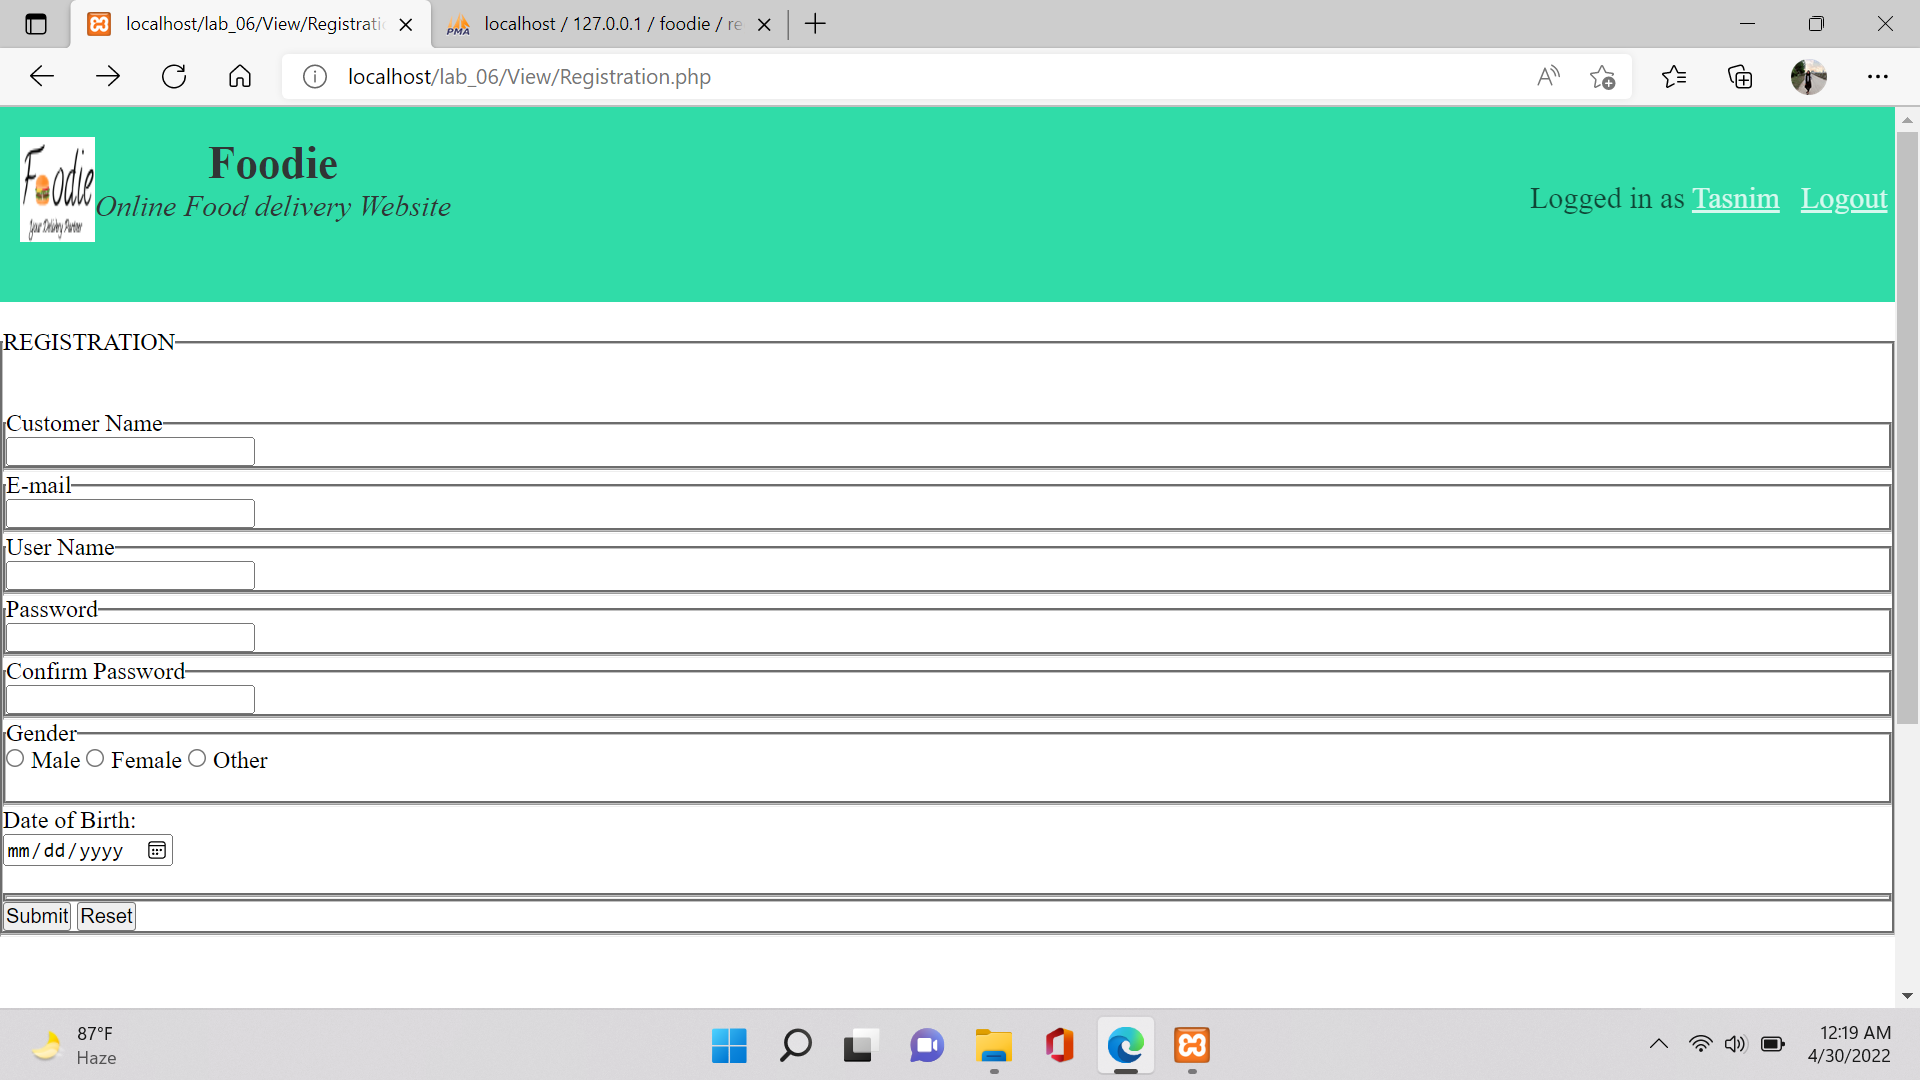 localhost/lab_06/View/Registratio
localhost / 127.0.0.1 / foodie / re
localhost/lab_06/View/Registration.php
Foodie
your Delivery Partner
Foodie
Online Food delivery Website
Logged in as Tasnim Logout
REGISTRATION
Customer Name
E-mail
User Name
Password
Confirm Password
Gender
Male Female Other
Date of Birth:
mm/dd/yyyy
Submit Reset
87°F
Haze
12:19 AM
4/30/2022